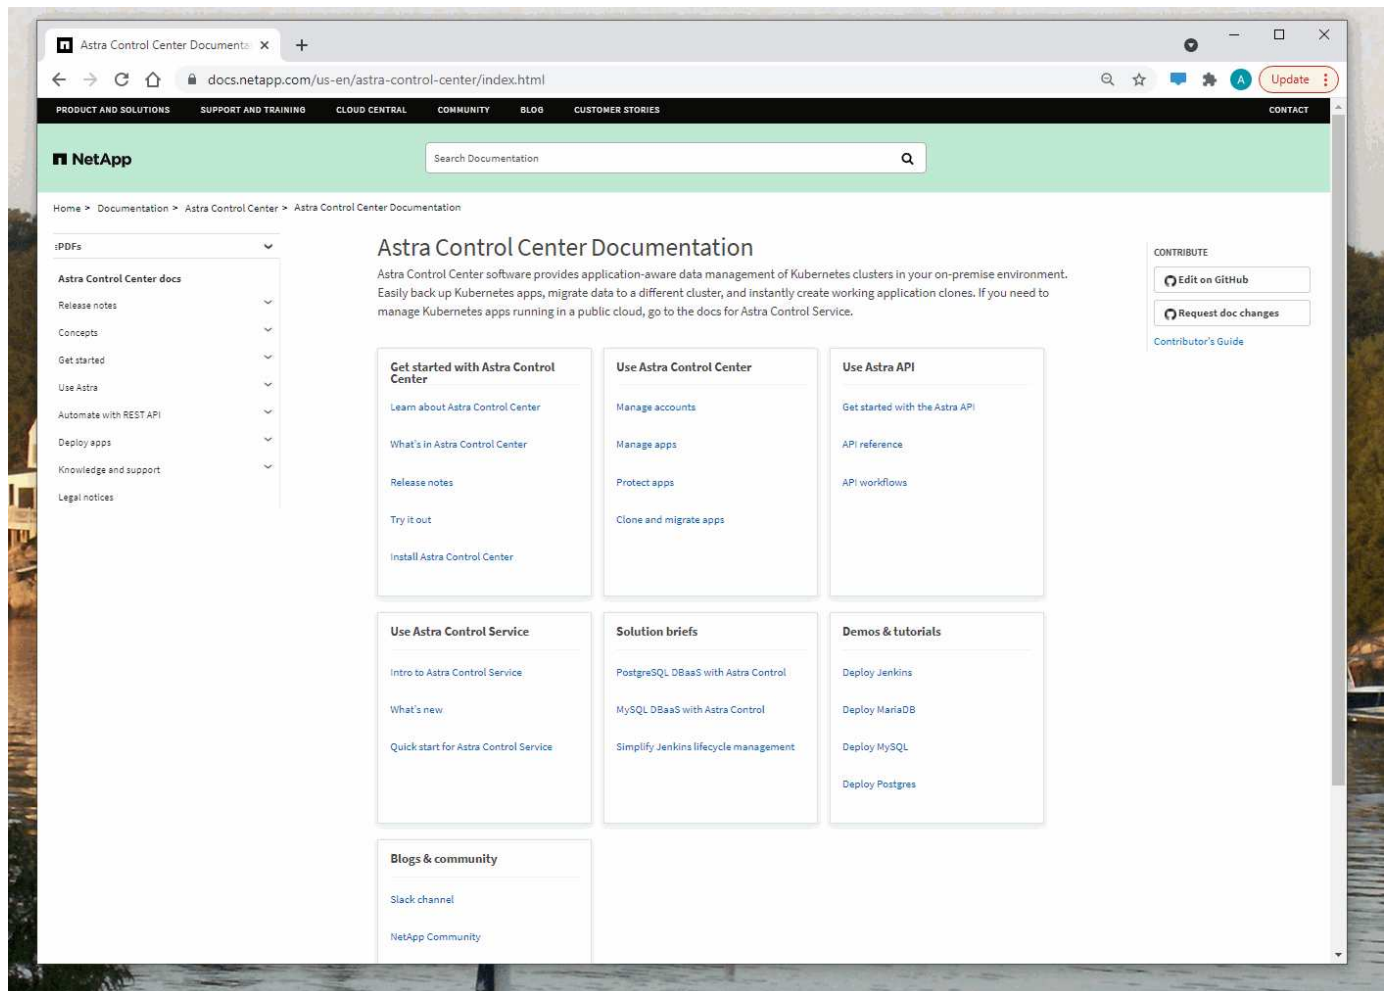 Astra Control Center Documenta
docs.netapp.com/us-en/astra-control-center/index.html
A
Update
PRODUCT AND SOLUTIONS
SUPPORT AND TRAINING
CLOUD CENTRAL
COMMUNITY
BLOG
CUSTOMER STORIES
CONTACT
NetApp
Search Documentation
Home > Documentation > Astra Control Center > Astra Control Center Documentation
:PDFs
Astra Control Center docs
Release notes
Concepts
Get started
Use Astra
Automate with REST API
Deploy apps
Knowledge and support
Legal notices
Astra Control Center Documentation
Astra Control Center software provides application-aware data management of Kubernetes clusters in your on-premise environment.
Easily back up Kubernetes apps, migrate data to a different cluster, and instantly create working application clones. If you need to
manage Kubernetes apps running in a public cloud, go to the docs for Astra Control Service.
CONTRIBUTE
Edit on GitHub
Request doc changes
Contributor's Guide
Get started with Astra Control
Center
Learn about Astra Control Center
What's in Astra Control Center
Release notes
Try it out
Install Astra Control Center
Use Astra Control Center
Manage accounts
Manage apps
Protect apps
Clone and migrate apps
Use Astra API
Get started with the Astra API
API reference
API workflows
Use Astra Control Service
Intro to Astra Control Service
What's new
Quick start for Astra Control Service
Solution briefs
PostgreSQL DBaaS with Astra Control
MySQL DBaaS with Astra Control
Simplify Jenkins lifecycle management
Demos & tutorials
Deploy Jenkins
Deploy MariaDB
Deploy MySQL
Deploy Postgres
Blogs & community
Slack channel
NetApp Community